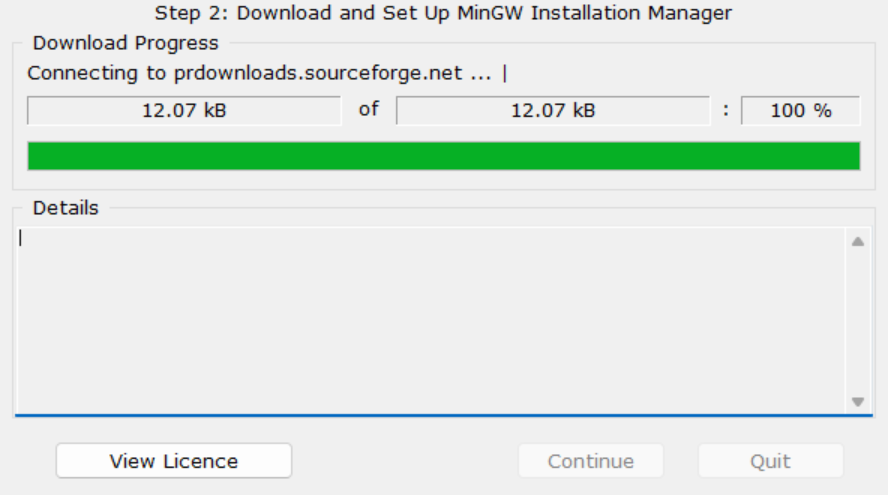 Step 2: Download and Set Up MinGW Installation Manager
Download Progress
Connecting to prdownloads.sourceforge.net ... |
12.07 kB of 12.07 kB : 100 %
Details
View Licence Continue Quit